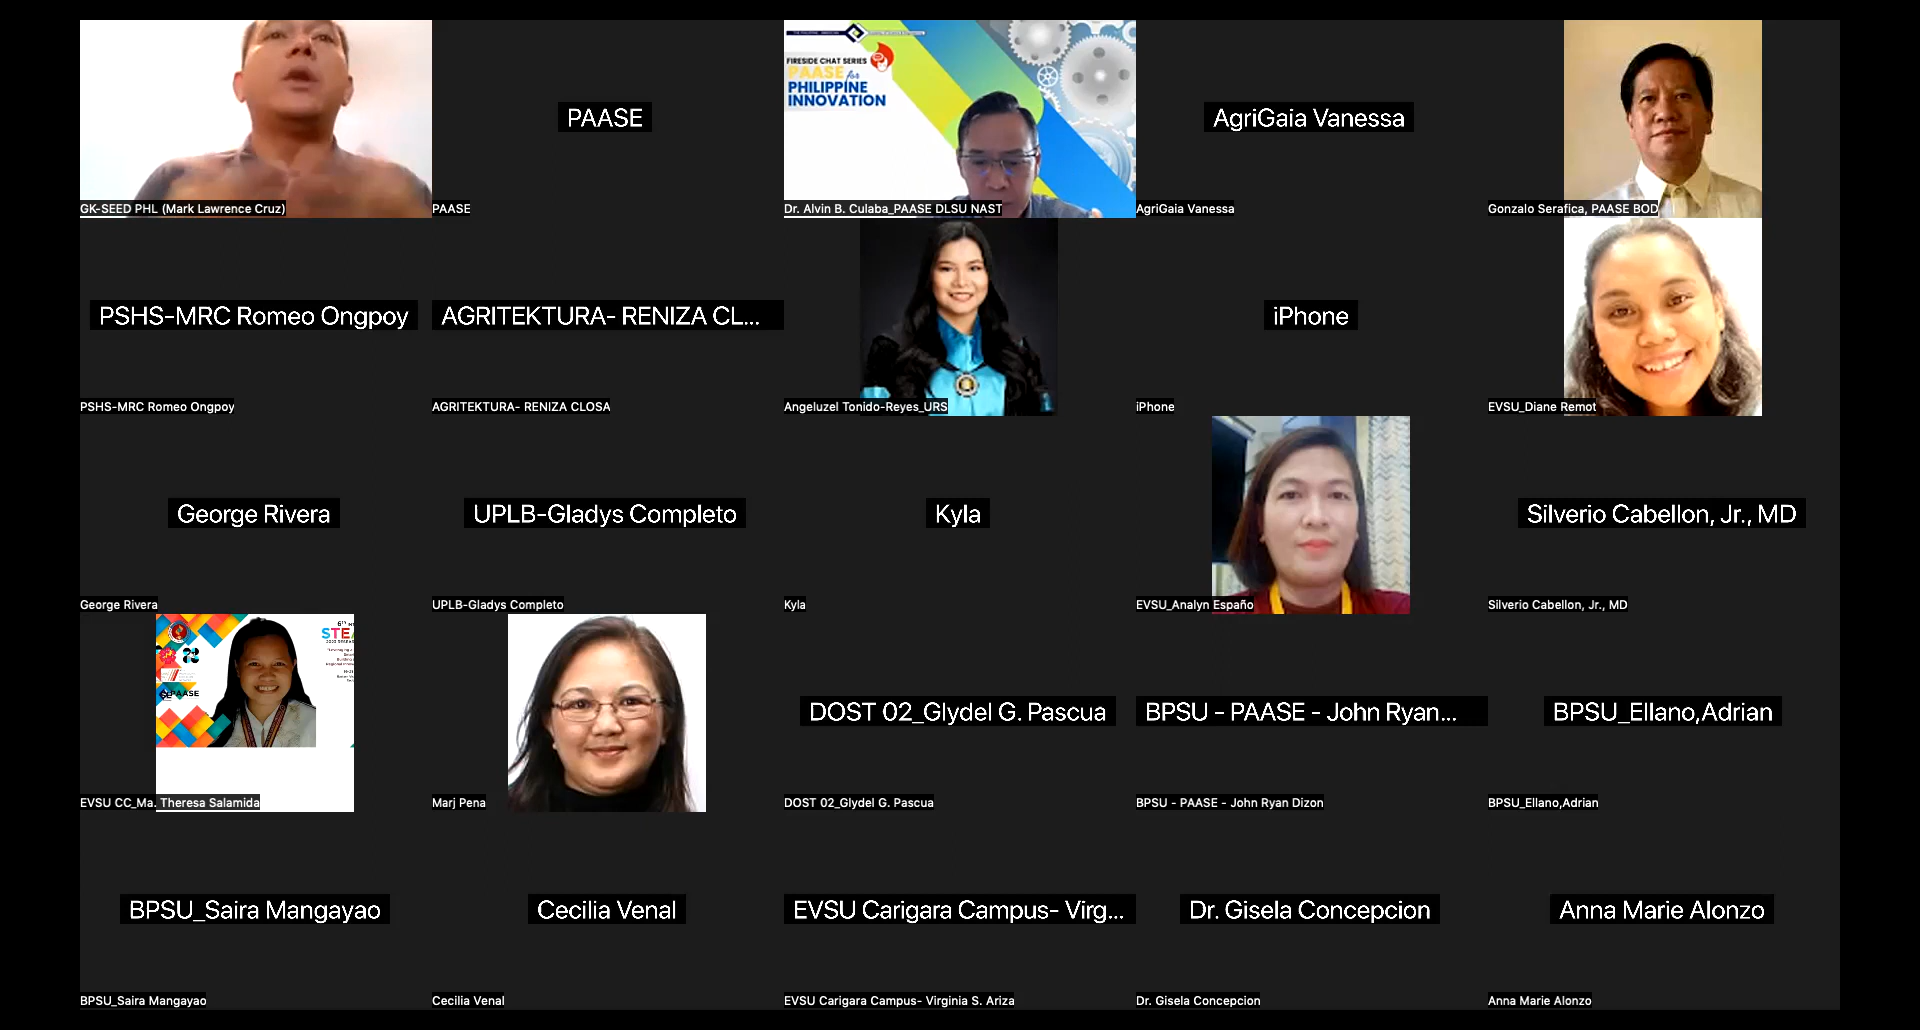 FIRESIDE CHAT SERIES
PAASE for
PHILIPPINE
INNOVATION
PAASE
AgriGaia Vanessa
GK-SEED PHL (Mark Lawrence Cruz)
PAASE
Dr. Alvin B. Culaba_PAASE DLSU NAST
AgriGaia Vanessa
Gonzalo Serafica, PAASE BOD
PSHS-MRC Romeo Ongpoy
AGRITEKTURA- RENIZA CL...
iPhone
PSHS-MRC Romeo Ongpoy
AGRITEKTURA- RENIZA CLOSA
Angeluzel Tonido-Reyes_URS
iPhone
EVSU_Diane Remot
George Rivera
UPLB-Gladys Completo
Kyla
Silverio Cabellon, Jr., MD
George Rivera
UPLB-Gladys Completo
Kyla
EVSU_Analyn Españo
Silverio Cabellon, Jr., MD
PAASE
DOST 02_Glydel G. Pascua
BPSU - PAASE - John Ryan...
BPSU_Ellano,Adrian
EVSU CC_Ma. Theresa Salamida
Marj Pena
DOST 02_Glydel G. Pascua
BPSU - PAASE - John Ryan Dizon
BPSU_Ellano,Adrian
BPSU_Saira Mangayao
Cecilia Venal
EVSU Carigara Campus- Virg...
Dr. Gisela Concepcion
Anna Marie Alonzo
BPSU_Saira Mangayao
Cecilia Venal
EVSU Carigara Campus- Virginia S. Ariza
Dr. Gisela Concepcion
Anna Marie Alonzo